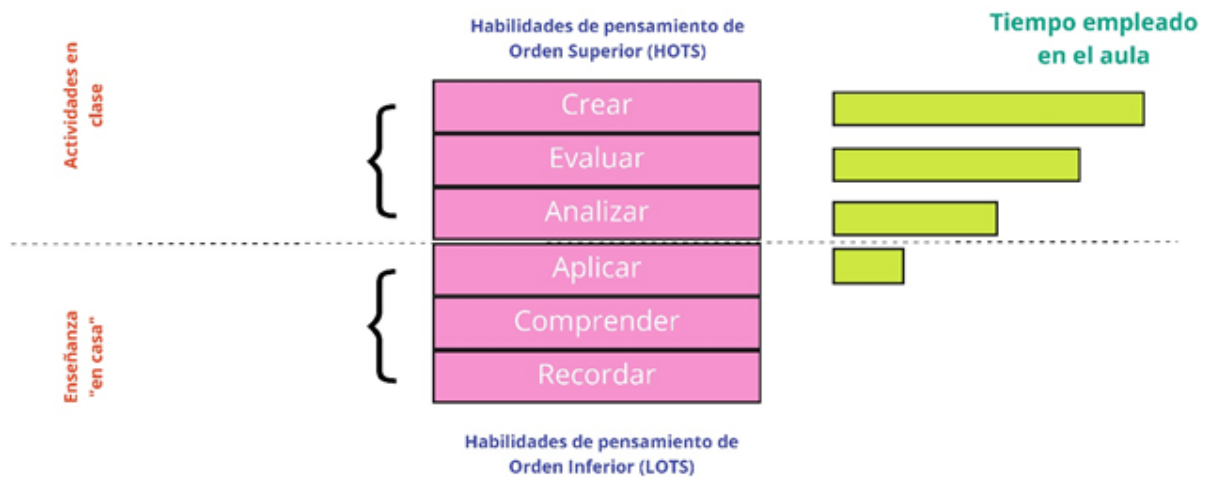 Habilidades de pensamiento de
Orden Superior (HOTS)
Tiempo empleado
en el aula
Actividades en
clase
Crear
Evaluar
Analizar
Enseñanza
"en casa"
Aplicar
Comprender
Recordar
Habilidades de pensamiento de
Orden Inferior (LOTS)